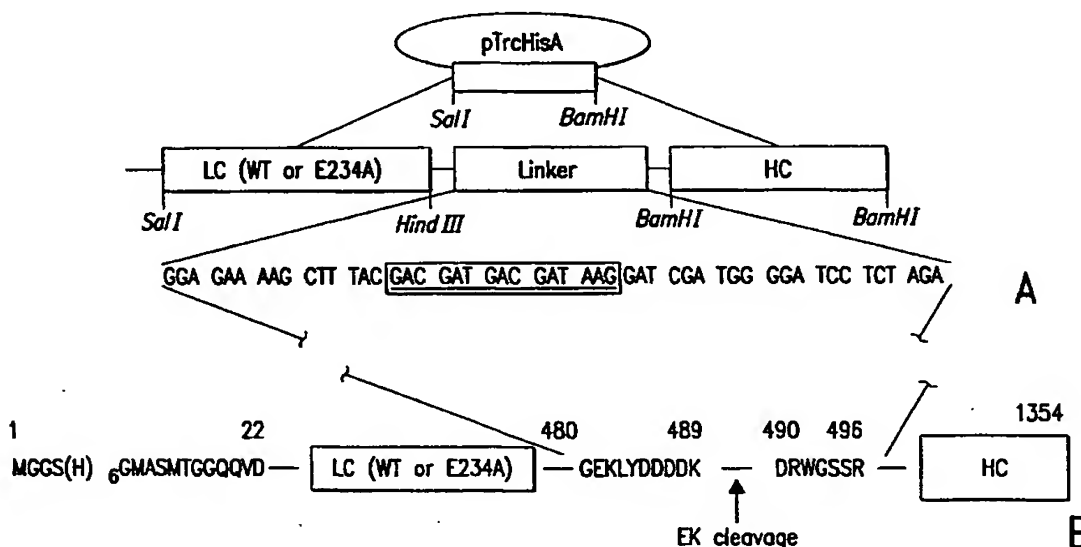 pTrcHisA
SalI BamHI
LC (WT or E234A) Linker HC
SalI Hind III BamHI BamHI
GGA GAA AAG CTT TAC GAC GAT GAC GAT AAG GAT CGA TGG GGA TCC TCT AGA
A
1 22 480 489 490 496 1354
MGGS(H) 6GMASMTGGQQVD LC (WT or E234A) GEKLYDDDDK DRWGSSR HC
EK cleavage